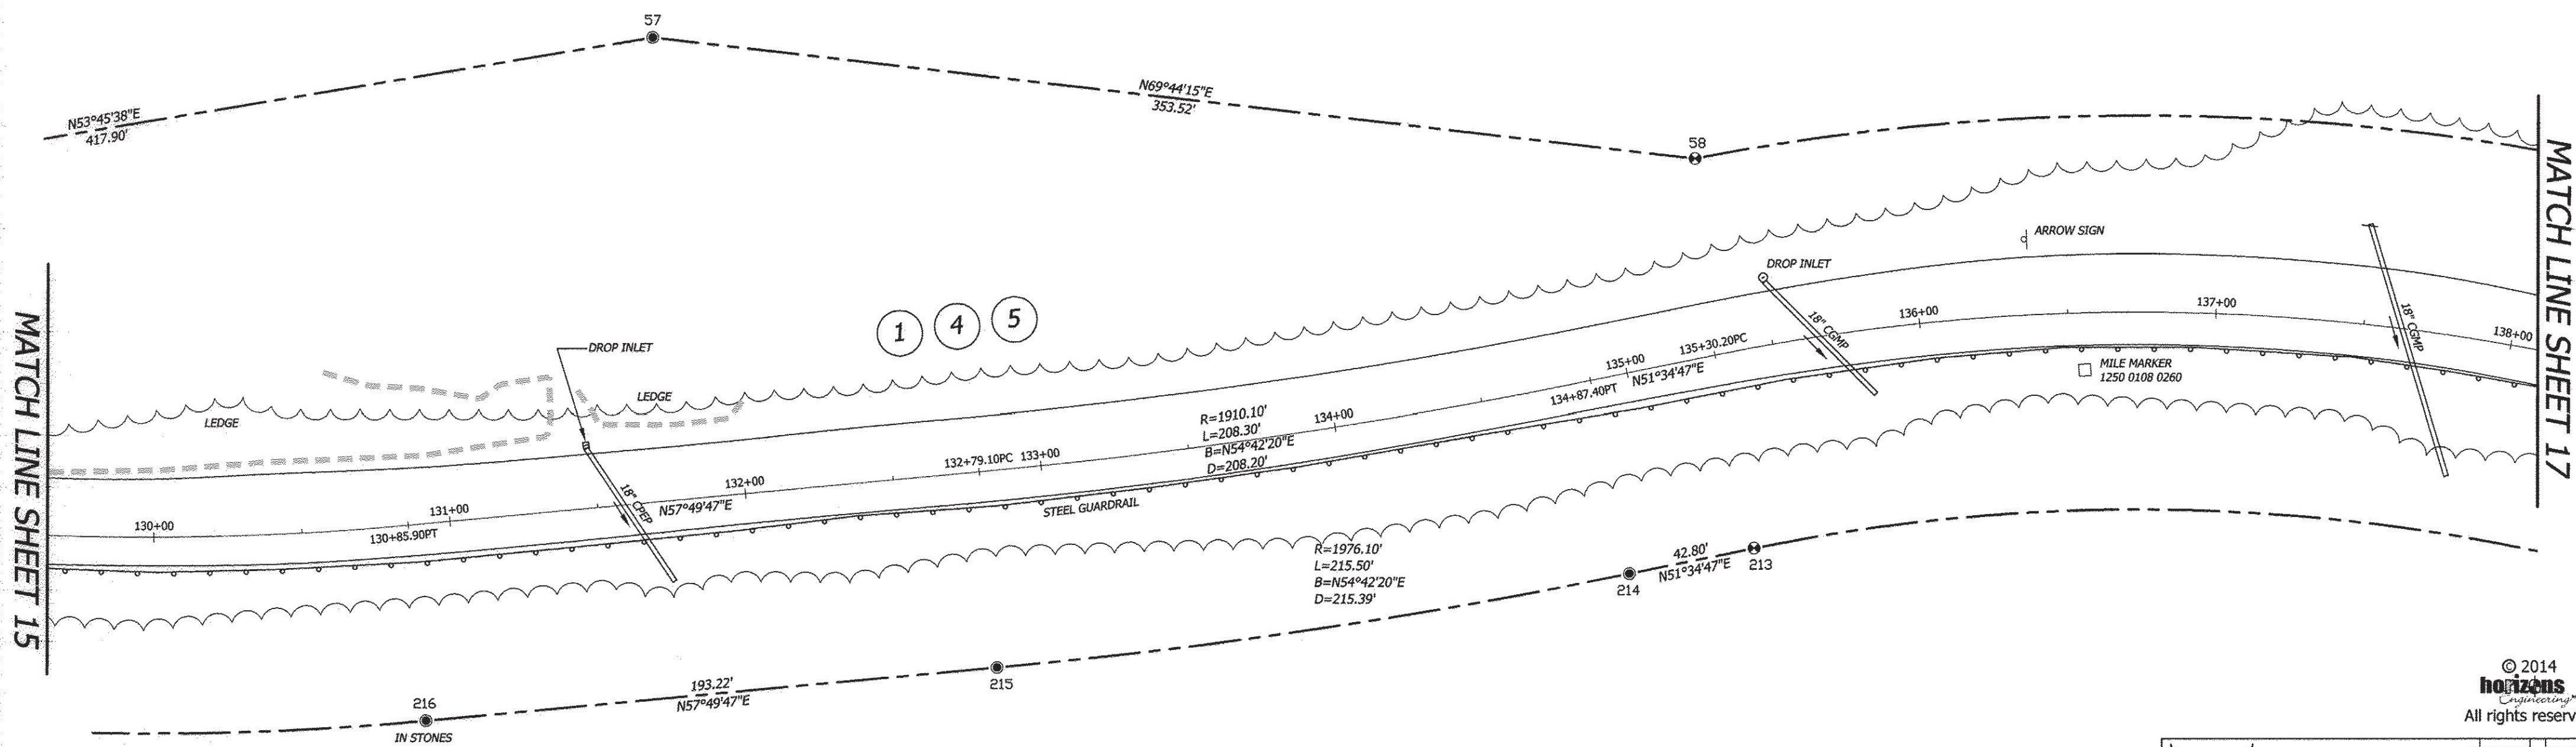 57
N53°45'38"E
417.90'
N69°44'15"E
353.52'
58
MATCH LINE SHEET 15
MATCH LINE SHEET 17
ARROW SIGN
DROP INLET
18" CGMP
136+00
137+00
18" CGMP
138+00
MILE MARKER
1250 0108 0260
1 4 5
DROP INLET
LEDGE
LEDGE
135+00
135+30.20PC
N51°34'47"E
134+87.40PT
134+00
R=1910.10'
L=208.30'
B=N54°42'20"E
D=208.20'
132+79.10PC 133+00
132+00
N57°49'47"E
18" CPEP
131+00
130+00
130+85.90PT
STEEL GUARDRAIL
R=1976.10'
L=215.50'
B=N54°42'20"E
D=215.39'
42.80'
N51°34'47"E
213
214
215
193.22'
N57°49'47"E
216
IN STONES
© 2014
horizens
Engineering
All rights reserv